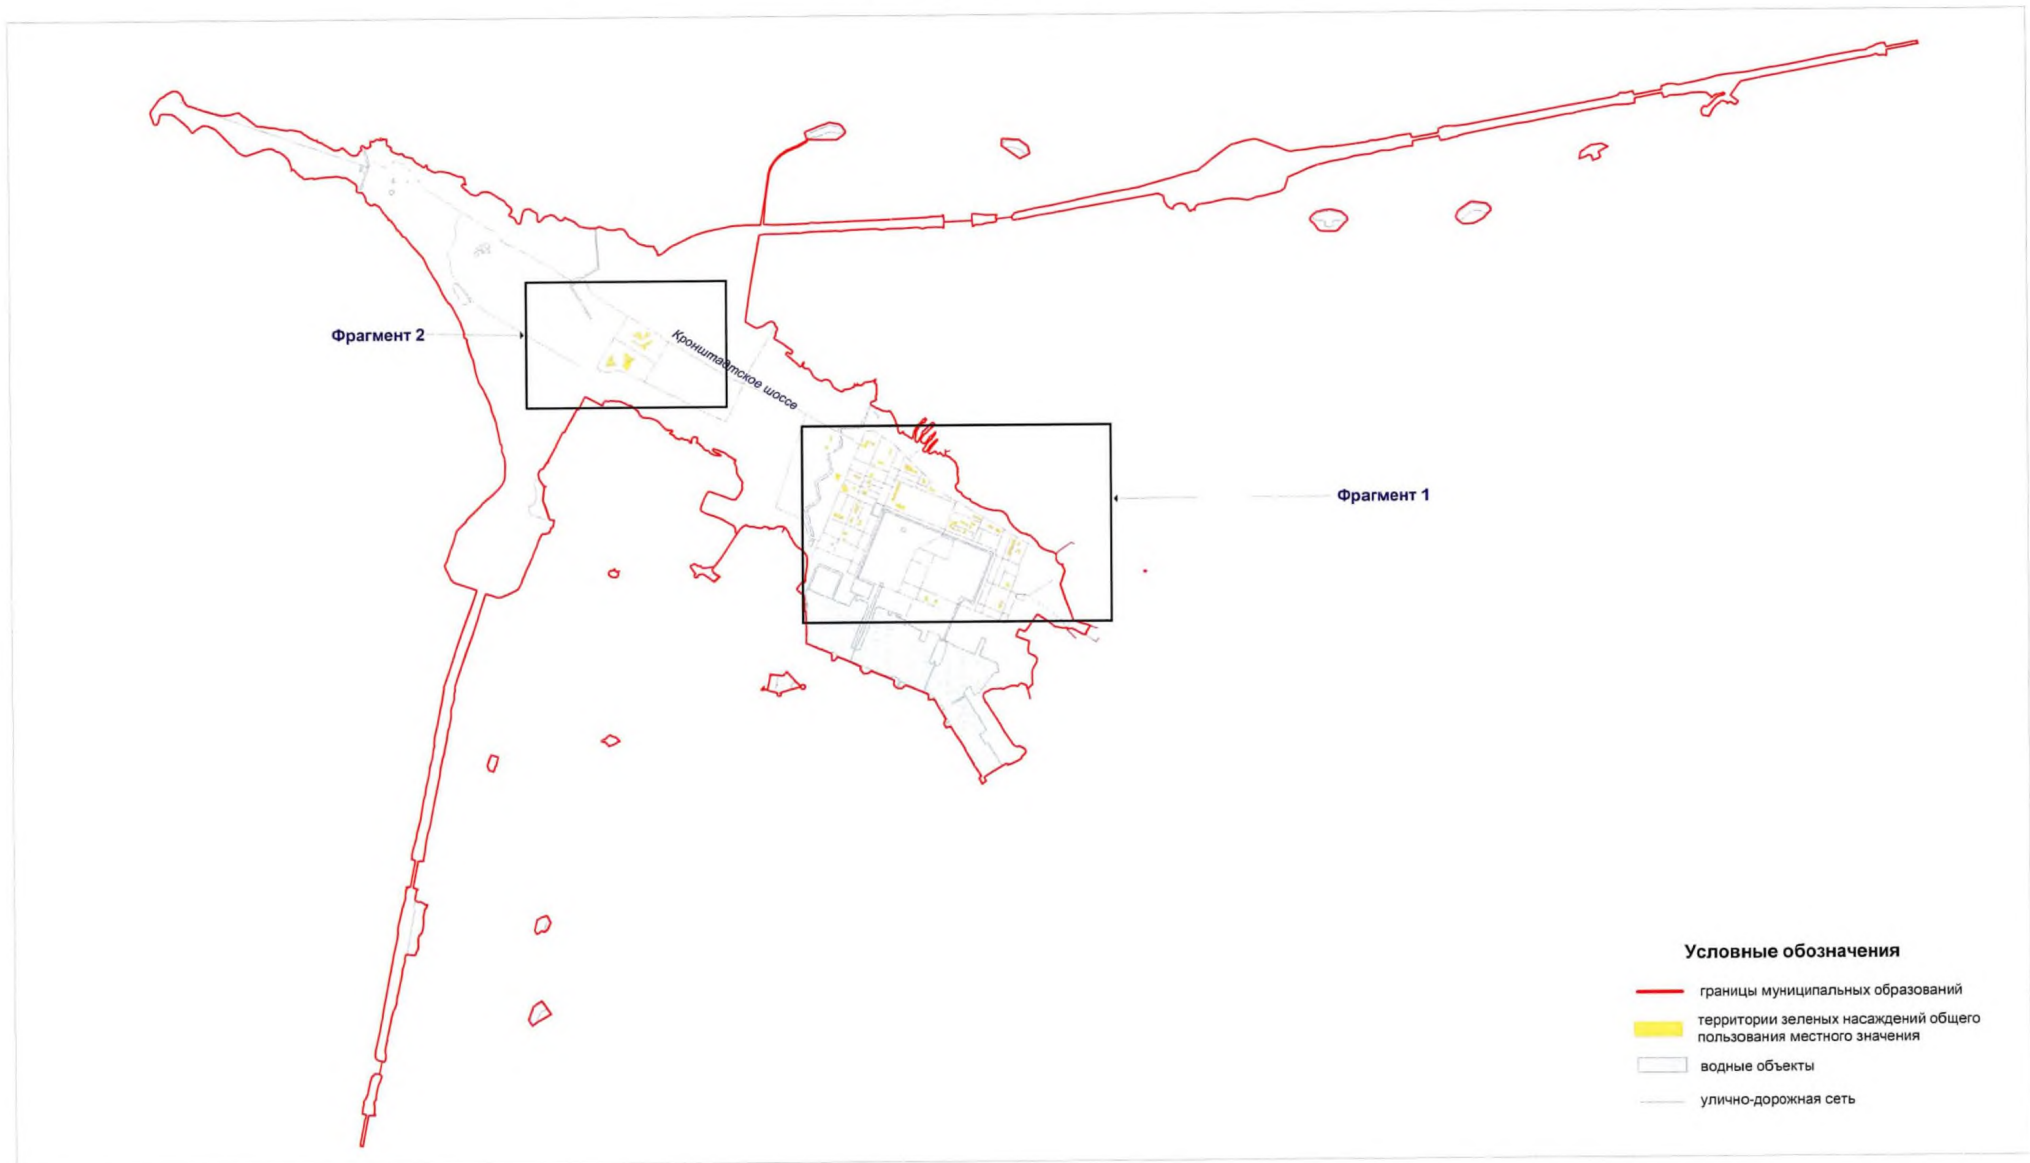 Фрагмент 2
Кронштадтское шоссе
Фрагмент 1
Условные обозначения
границы муниципальных образований
территории зеленых насаждений общего
пользования местного значения
водные объекты
улично-дорожная сеть